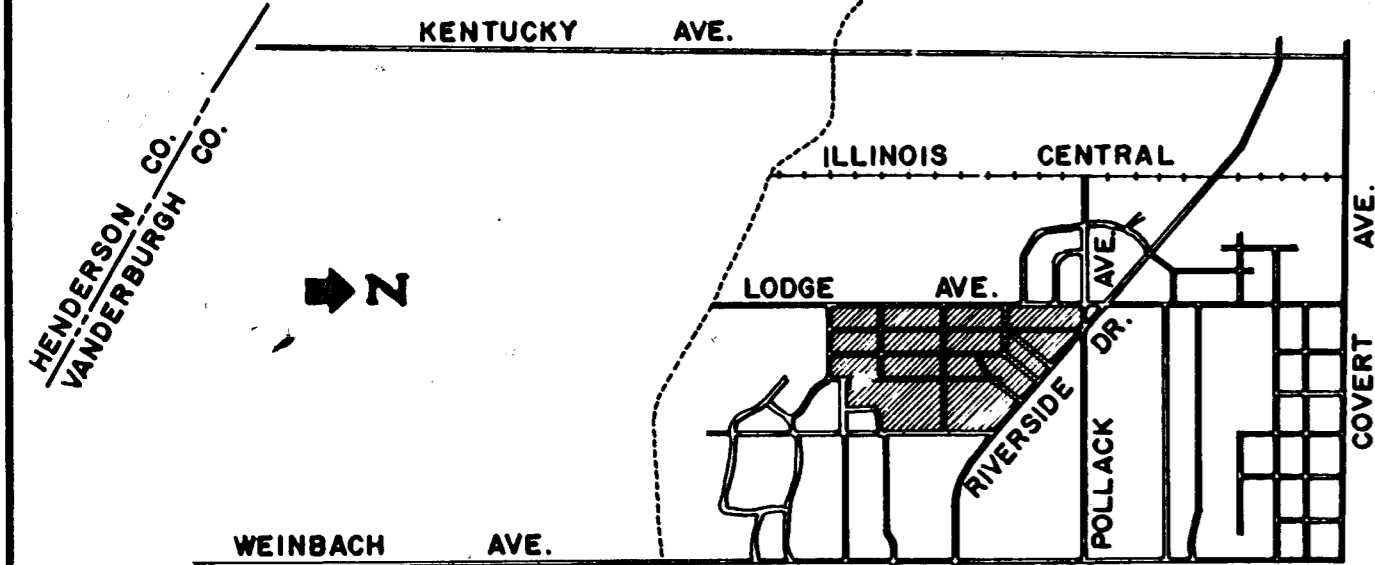 KENTUCKY AVE.
HENDERSON CO.
VANDERBURGH CO.
ILLINOIS CENTRAL
N
LODGE AVE.
AVE.
RIVERSIDE DR.
POLLACK
COVERT AVE.
WEINBACH AVE.